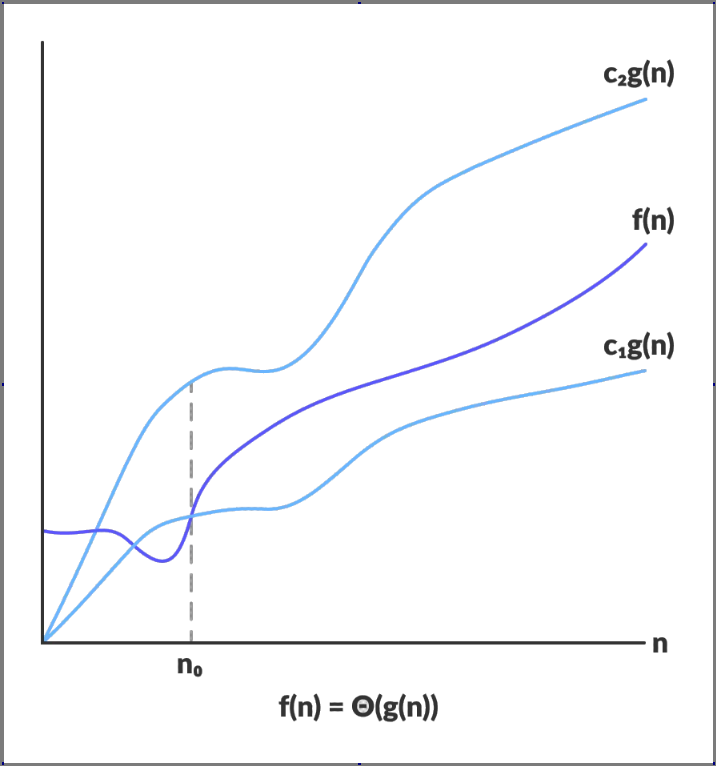 c₂g(n)
f(n)
c₁g(n)
n
n₀
f(n) = Θ(g(n))